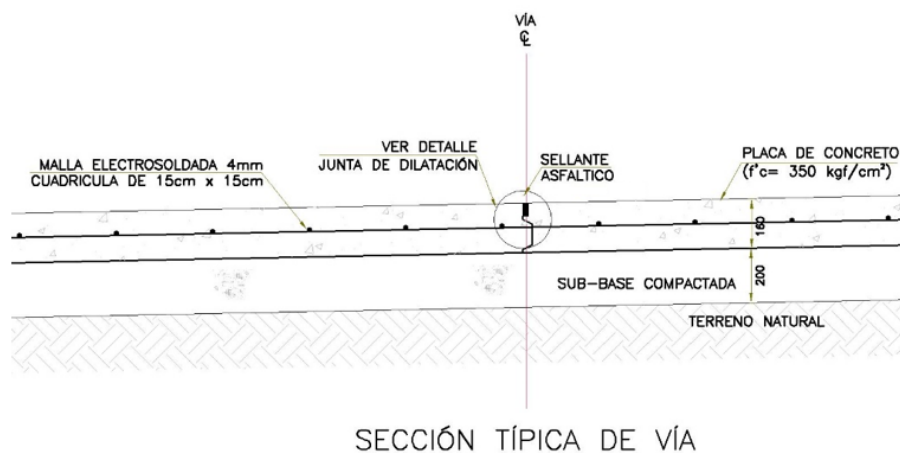 VÍA
℄
VER DETALLE
JUNTA DE DILATACIÓN
SELLANTE
ASFALTICO
MALLA ELECTROSOLDADA 4mm
CUADRICULA DE 15cm x 15cm
PLACA DE CONCRETO
(f'c= 350 kgf/cm²)
160
200
SUB-BASE COMPACTADA
TERRENO NATURAL
SECCIÓN TÍPICA DE VÍA